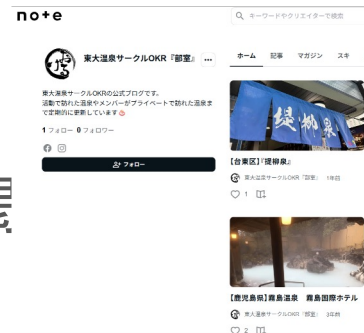 note
キーワードやクリエイターで検索
東大温泉サークルOKR『部室』
ホーム 記事 マガジン スキ
東大温泉サークルOKRの公式ブログです。
活動で訪れた温泉やメンバーがプライベートで訪れた温泉ま
で定期的に更新しています
1 フォロー 0 フォロワー
フォロー
堤柳泉
【台東区】『提柳泉』
東大温泉サークルOKR『部室』 1年前
1
【鹿児島県】霧島温泉 霧島国際ホテル
東大温泉サークルOKR『部室』 3年前
2